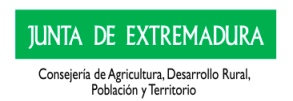 JUNTA DE EXTREMADURA
Consejería de Agricultura, Desarrollo Rural,
Población y Territorio